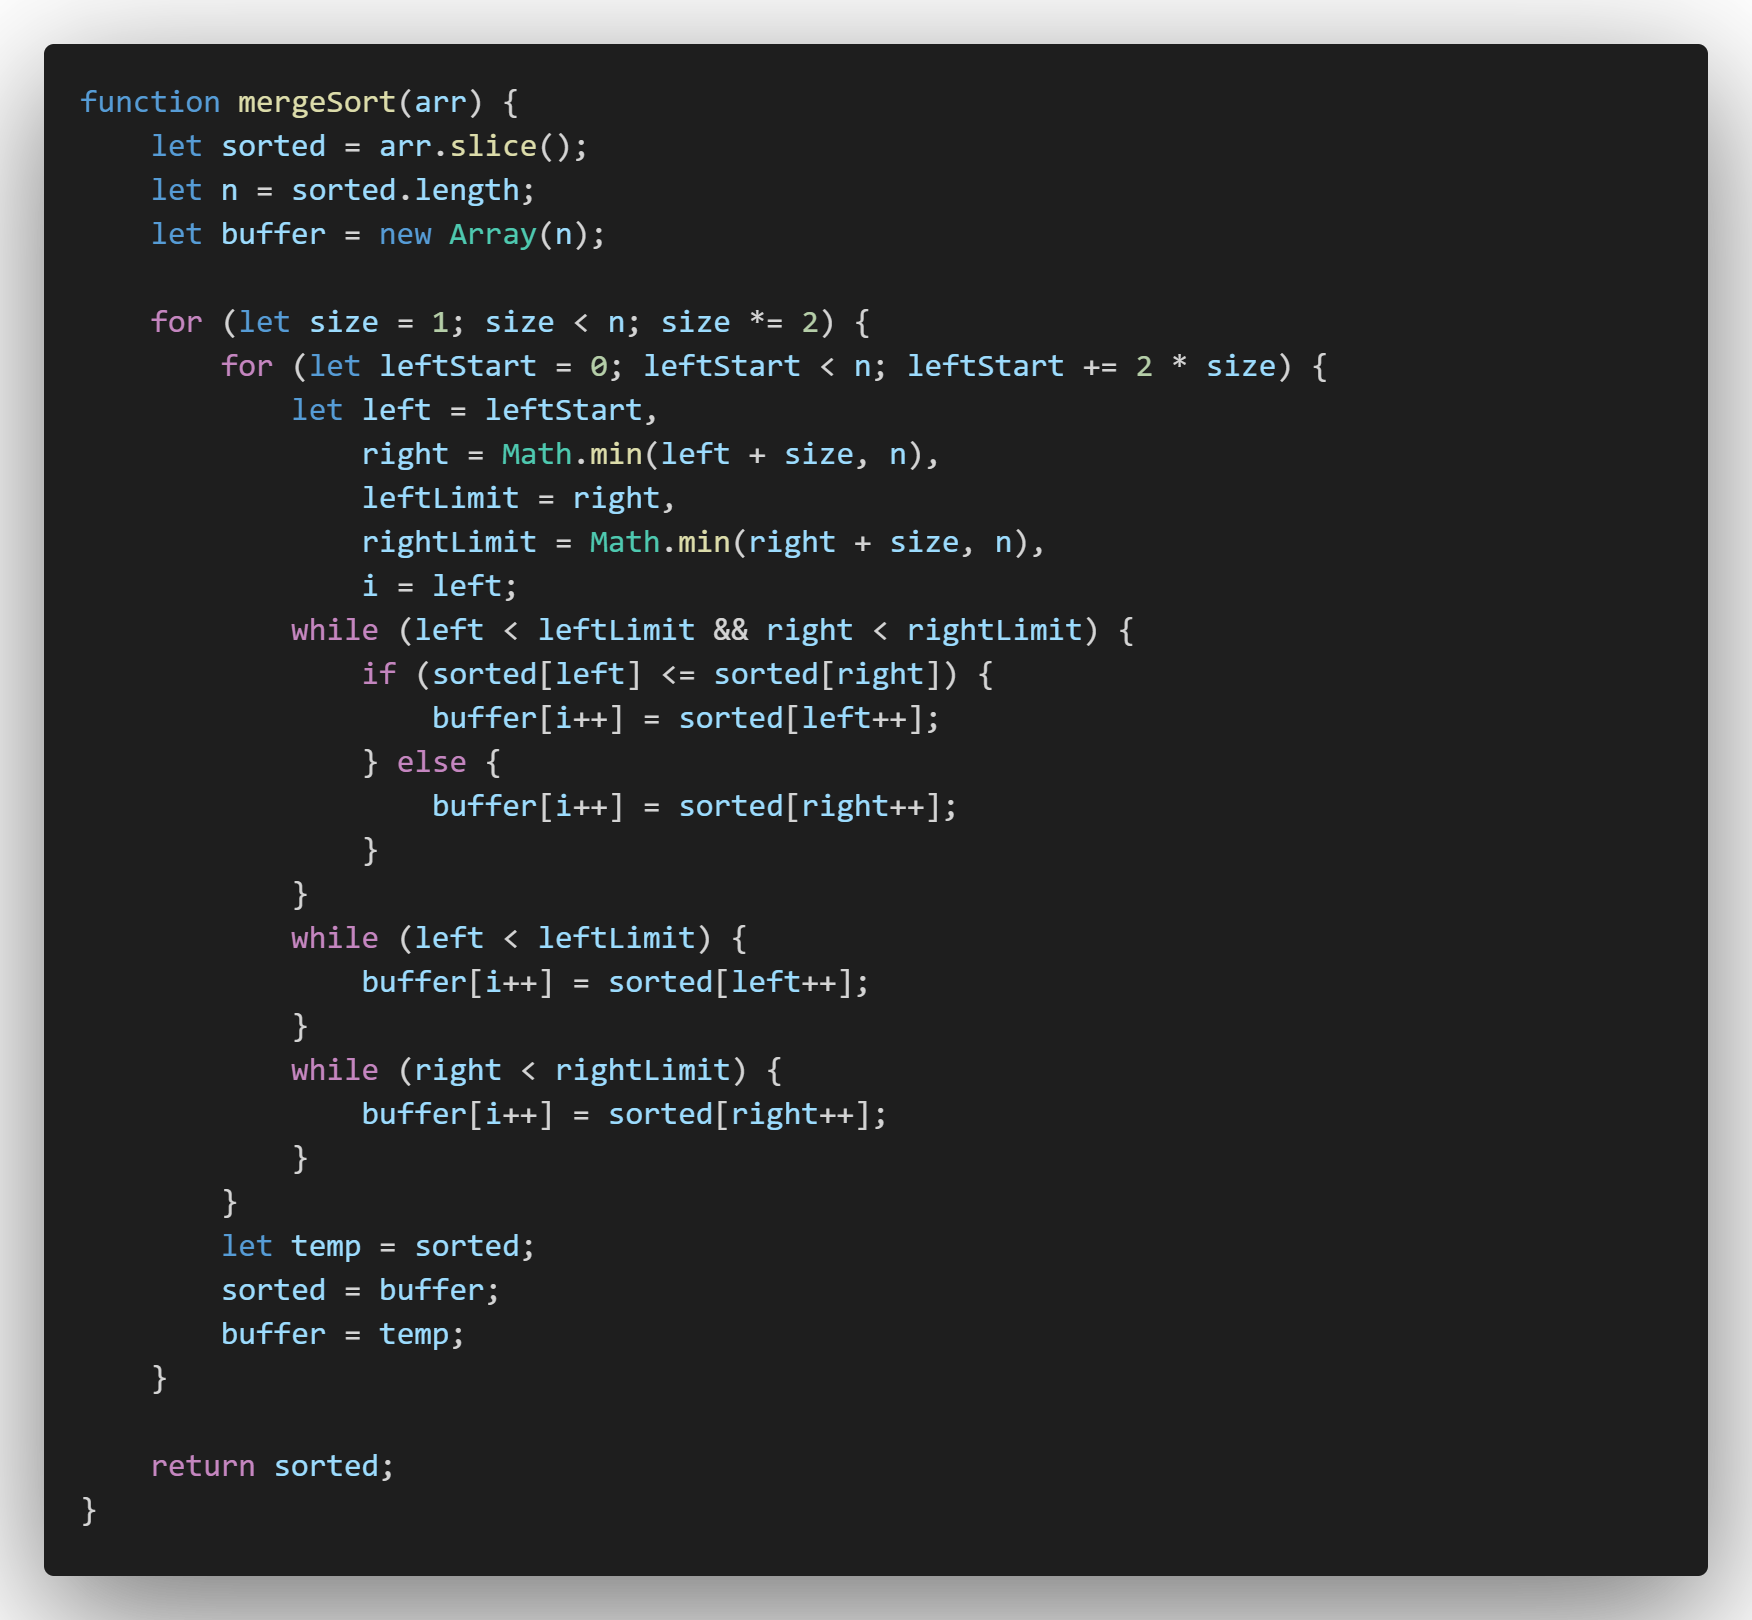 function mergeSort(arr) {
    let sorted = arr.slice();
    let n = sorted.length;
    let buffer = new Array(n);

    for (let size = 1; size < n; size *= 2) {
        for (let leftStart = 0; leftStart < n; leftStart += 2 * size) {
            let left = leftStart,
                right = Math.min(left + size, n),
                leftLimit = right,
                rightLimit = Math.min(right + size, n),
                i = left;
            while (left < leftLimit && right < rightLimit) {
                if (sorted[left] <= sorted[right]) {
                    buffer[i++] = sorted[left++];
                } else {
                    buffer[i++] = sorted[right++];
                }
            }
            while (left < leftLimit) {
                buffer[i++] = sorted[left++];
            }
            while (right < rightLimit) {
                buffer[i++] = sorted[right++];
            }
        }
        let temp = sorted;
        sorted = buffer;
        buffer = temp;
    }

    return sorted;
}